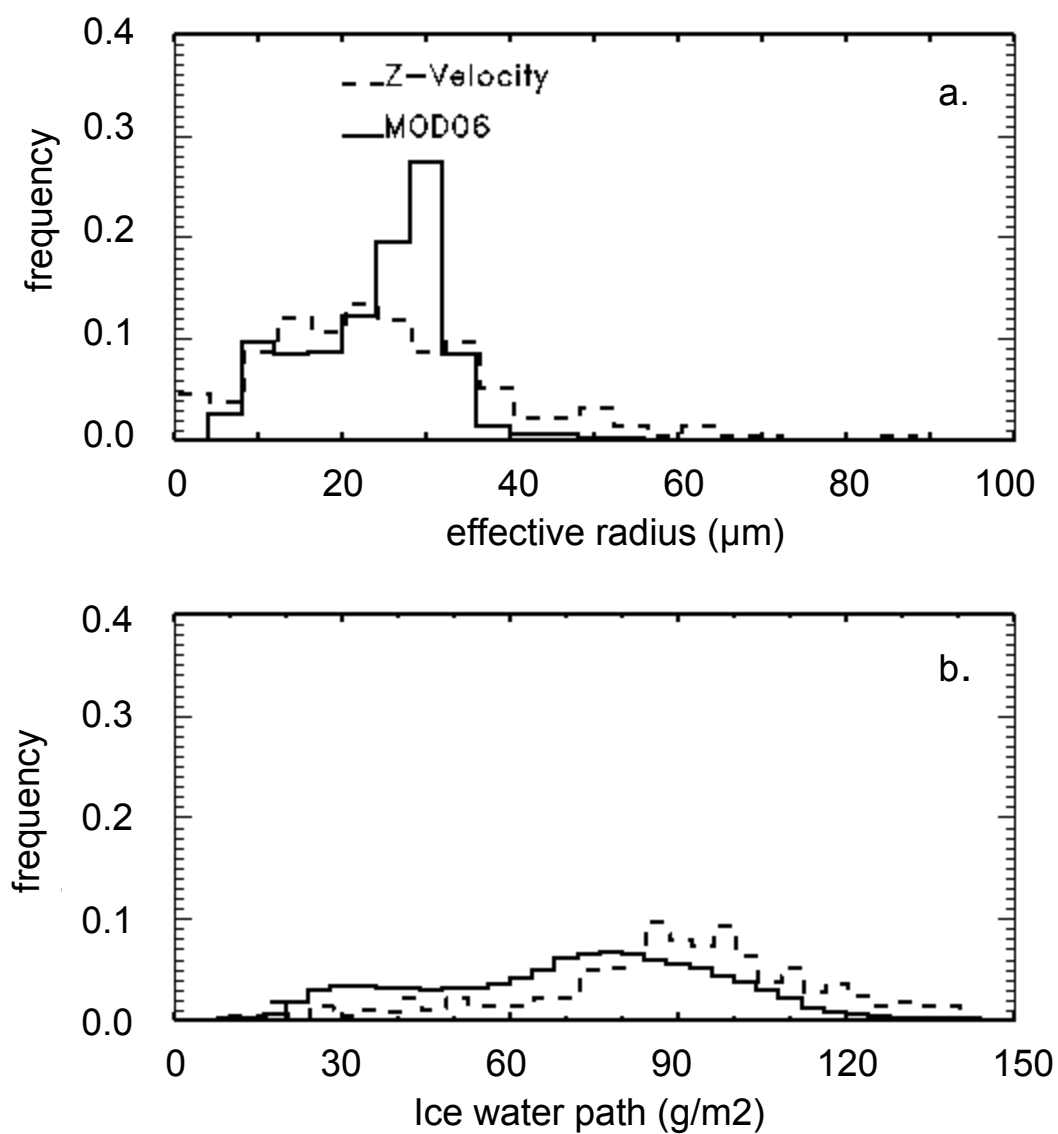 0.4
Z-Velocity
a.
MOD06
0.3
frequency
0.2
0.1
0.0
0 20 40 60 80 100
effective radius (µm)
0.4
b.
0.3
frequency
0.2
0.1
0.0
0 30 60 90 120 150
Ice water path (g/m2)